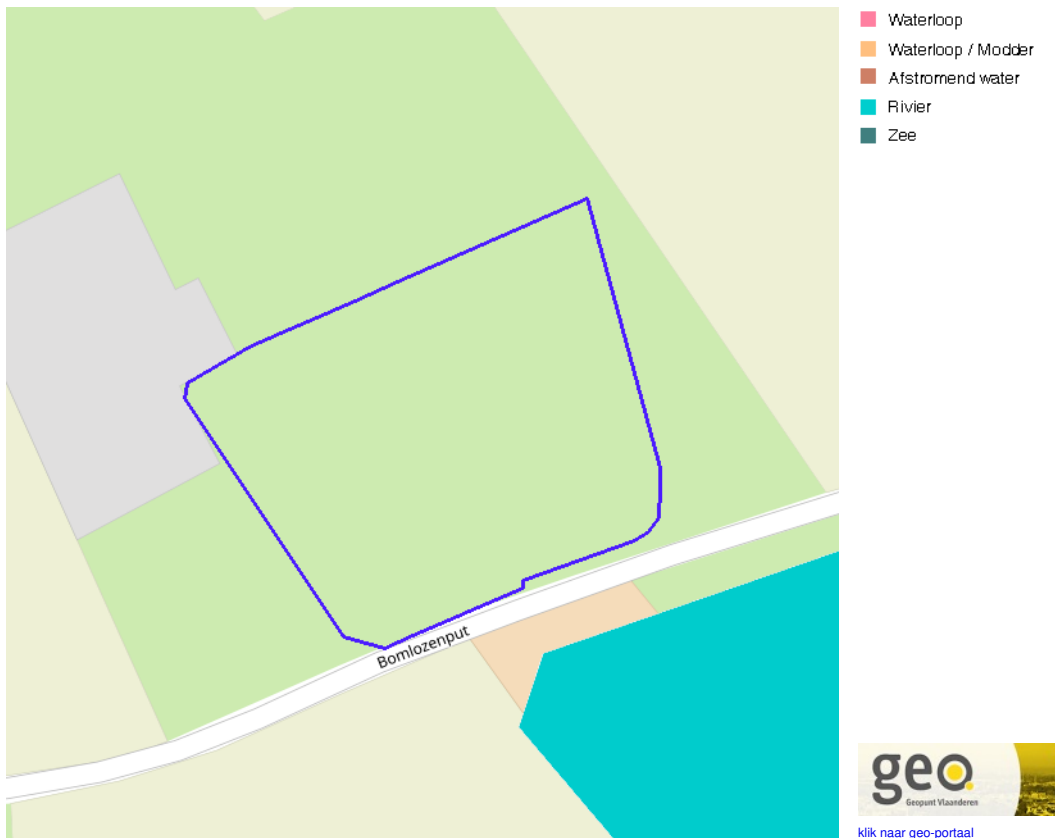 Waterloop
Waterloop / Modder
Afstromend water
Rivier
Zee
Bomlozenput
geo.
Geopunt Vlaanderen
klik naar geo-portaal